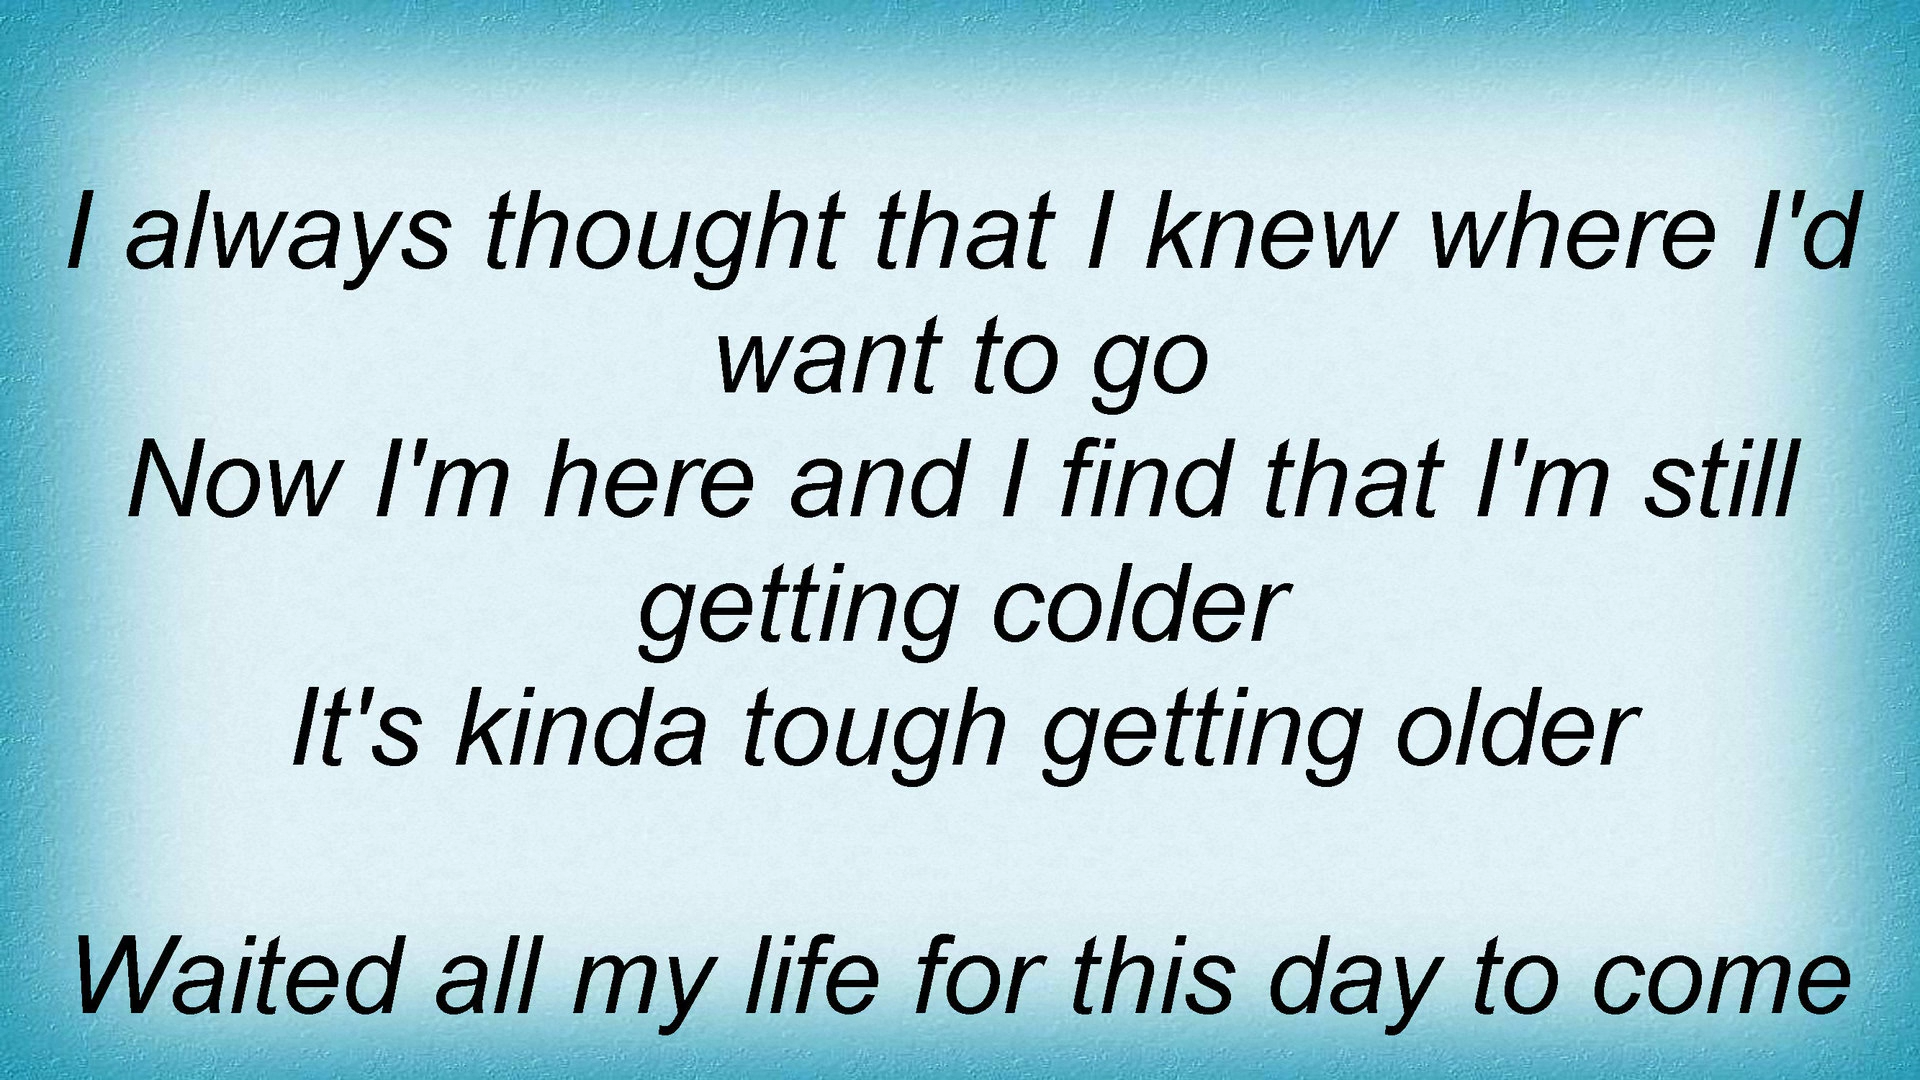 I always thought that I knew where I'd
want to go
Now I'm here and I find that I'm still
getting colder
It's kinda tough getting older

Waited all my life for this day to come